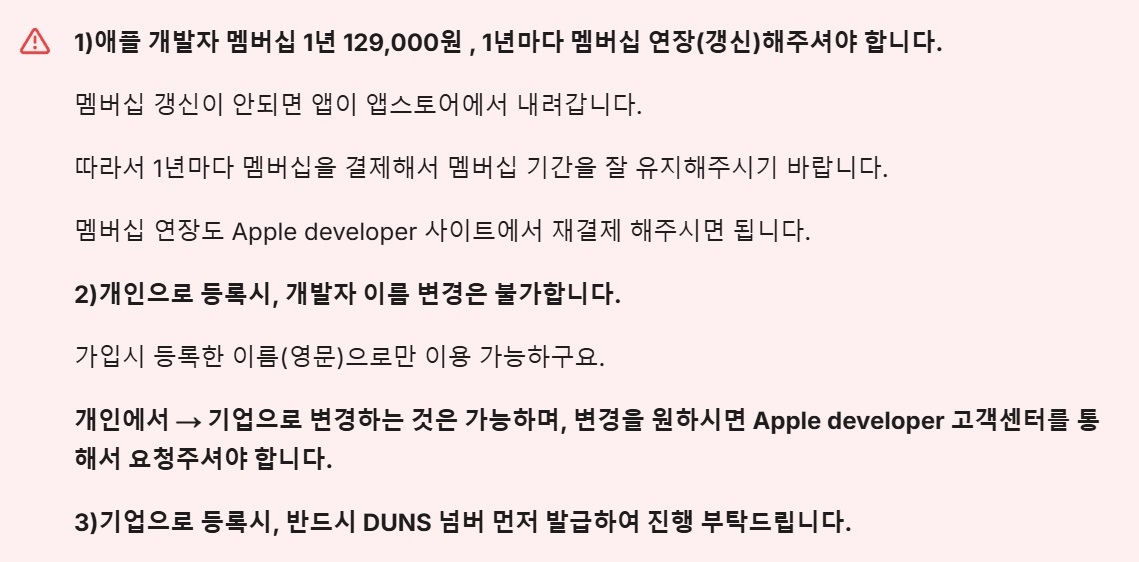 1)애플 개발자 멤버십 1년 129,000원 , 1년마다 멤버십 연장(갱신)해주셔야 합니다.
멤버십 갱신이 안되면 앱이 앱스토어에서 내려갑니다.
따라서 1년마다 멤버십을 결제해서 멤버십 기간을 잘 유지해주시기 바랍니다.
멤버십 연장도 Apple developer 사이트에서 재결제 해주시면 됩니다.
2)개인으로 등록시, 개발자 이름 변경은 불가합니다.
가입시 등록한 이름(영문)으로만 이용 가능하구요.
개인에서 → 기업으로 변경하는 것은 가능하며, 변경을 원하시면 Apple developer 고객센터를 통
해서 요청주셔야 합니다.
3)기업으로 등록시, 반드시 DUNS 넘버 먼저 발급하여 진행 부탁드립니다.